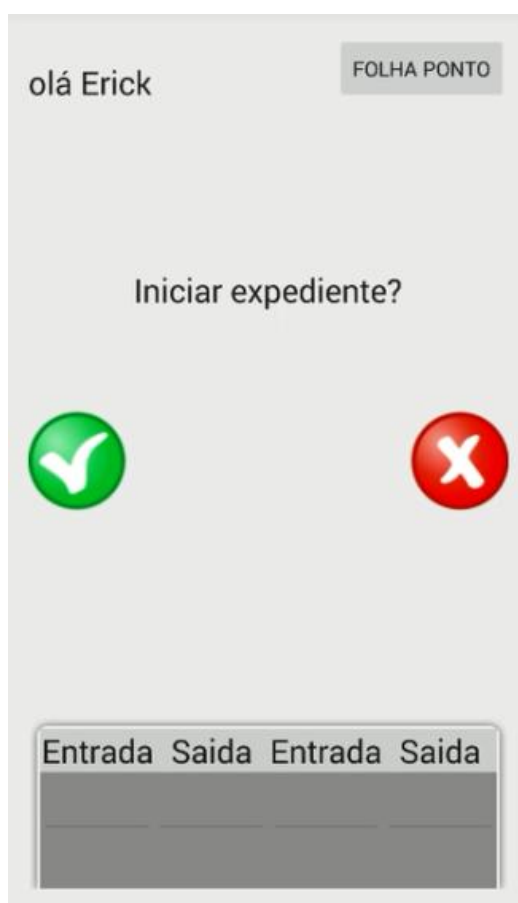 olá Erick
FOLHA PONTO
Iniciar expediente?
Entrada Saida Entrada Saida